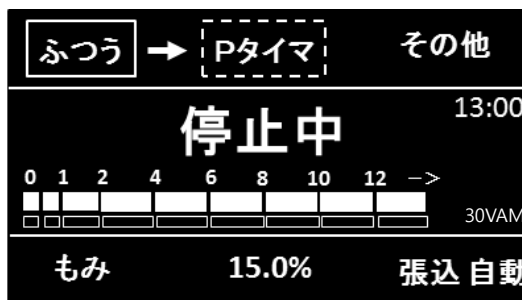 ふつう → Pタイマ その他
13:00
停止中
0 1 2 4 6 8 10 12 ->
30VAM
もみ 15.0% 張込 自動